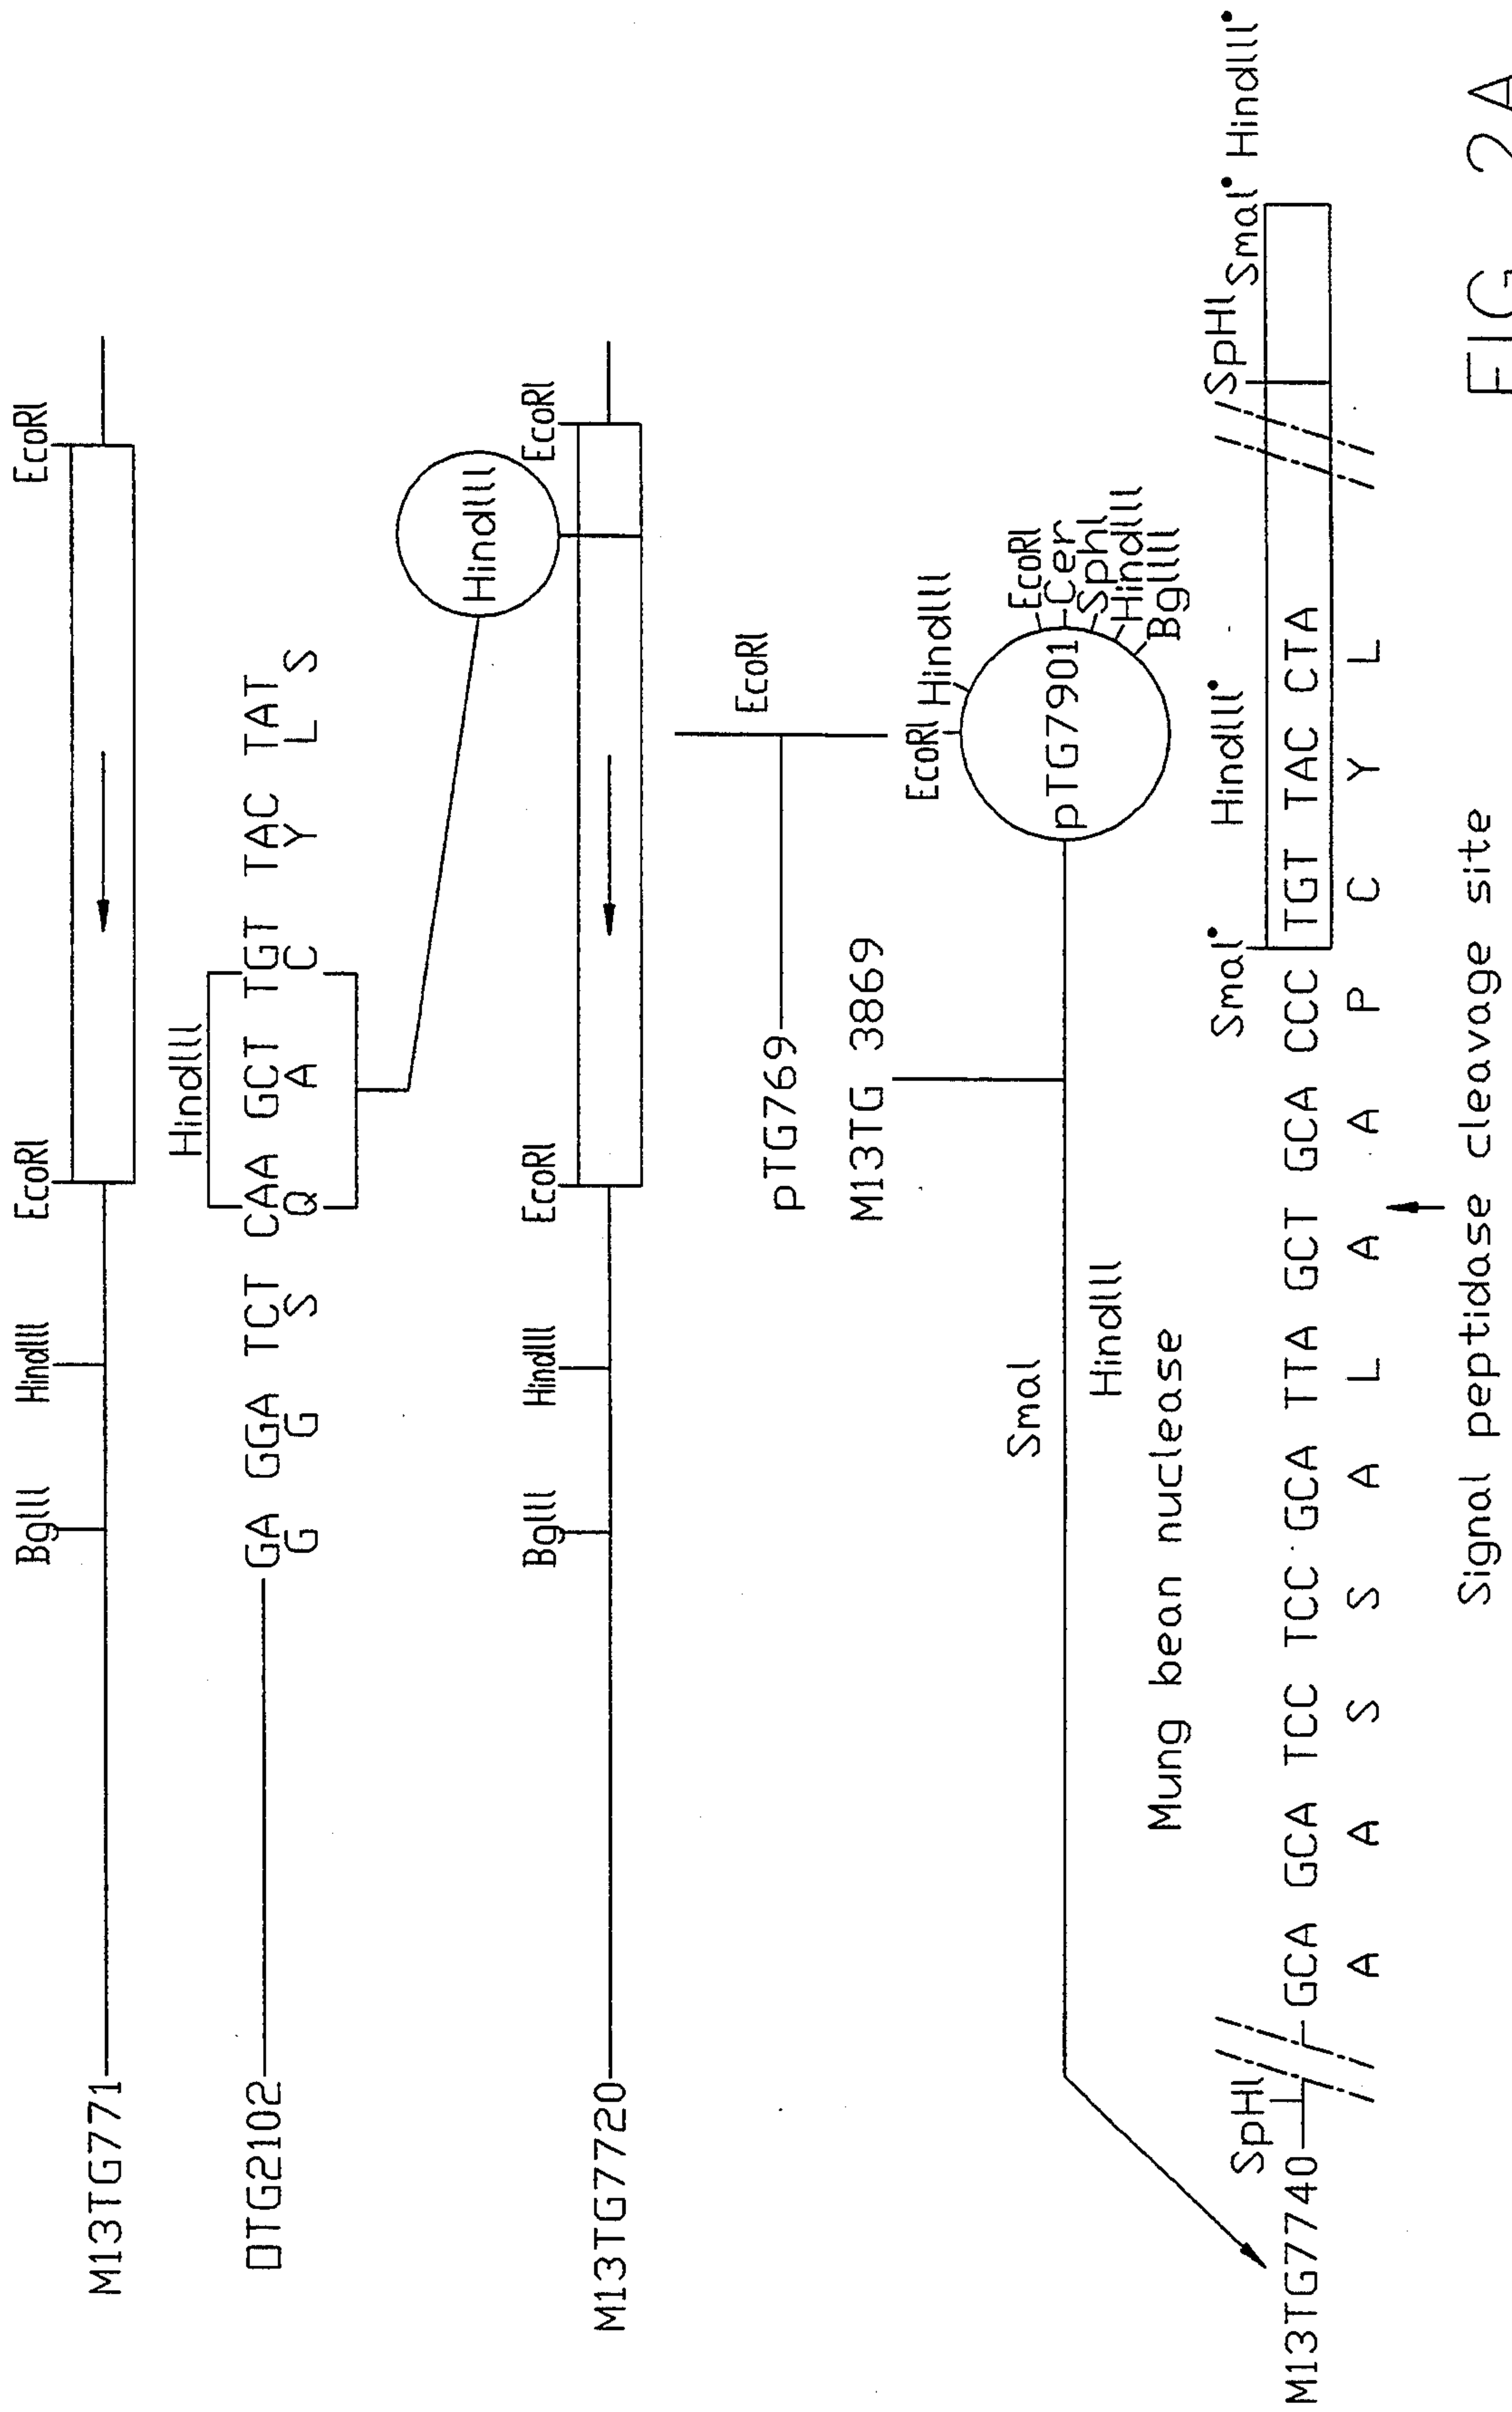 EcoRI EcoRI
BglII HindIII
M13TG771
HindIII
OTG2102 GA GGA TCT CAA GCT TGT TAC TAT
G G S Q A C Y L S
HindIII
BglII HindIII EcoRI EcoRI
M13TG7720
EcoRI
pTG769
M13TG 3869
EcoRI HindIII
EcoRI
Cer
SphI
HindIII
BglIII
pTG7901
SmaI
HindIII
Mung bean nuclease
SpHI SmaI• HindIII• SpHI SmaI• HindIII•
M13TG7740 GCA GCA TCC TCC GCA TTA GCT GCA CCC TGT TAC CTA
A A S S A L A A P C Y L
Signal peptidase cleavage site
FIG 2A